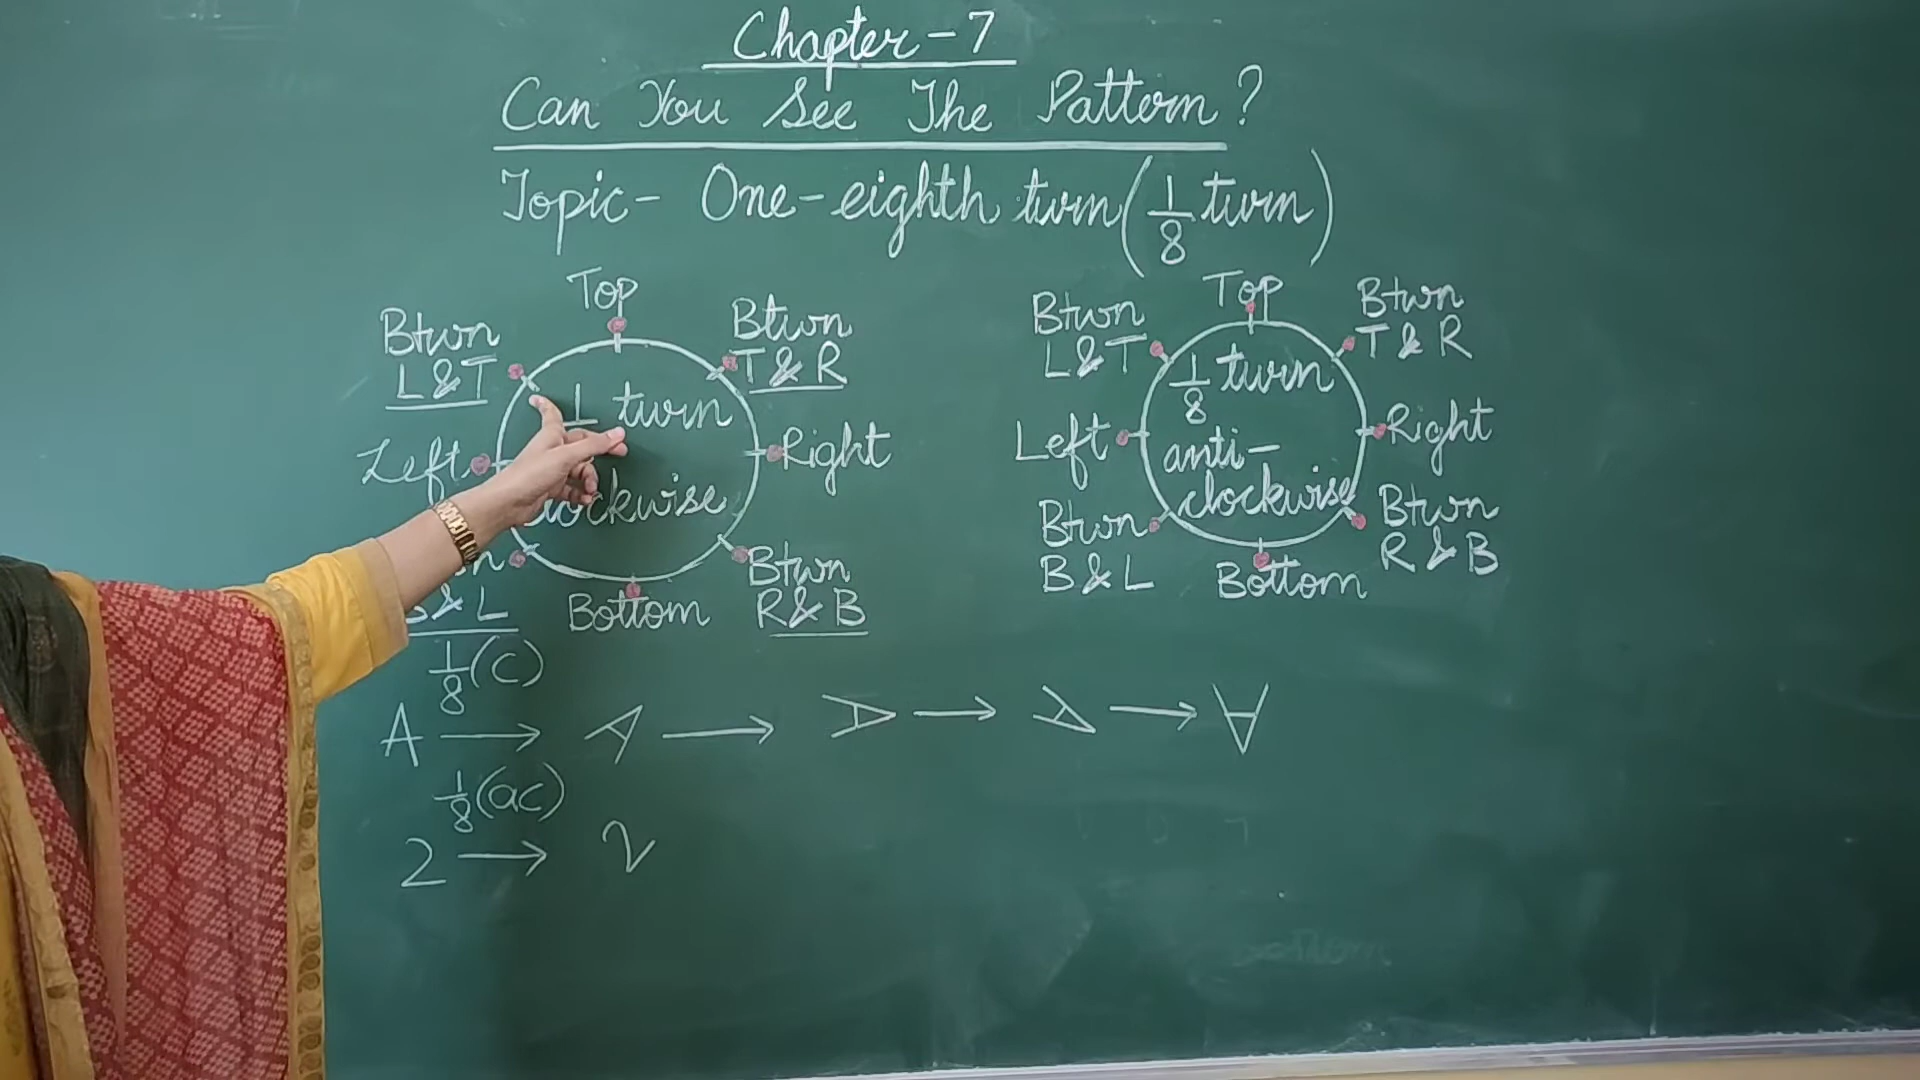 Chapter-7
Can You See The Pattern?
Topic- One-eighth turn (1/8 turn)
Top
Btwn
L & T
Btwn
T & R
Left
1 turn
clockwise
Right
B & L
Bottom
Btwn
R & B
Top
Btwn
L & T
Btwn
T & R
Left
1/8 turn
anti-
clockwise
Right
Btwn
B & L
Bottom
Btwn
R & B
1/8 (C)
A → A → A → A → A
1/8 (ac)
2 → 2